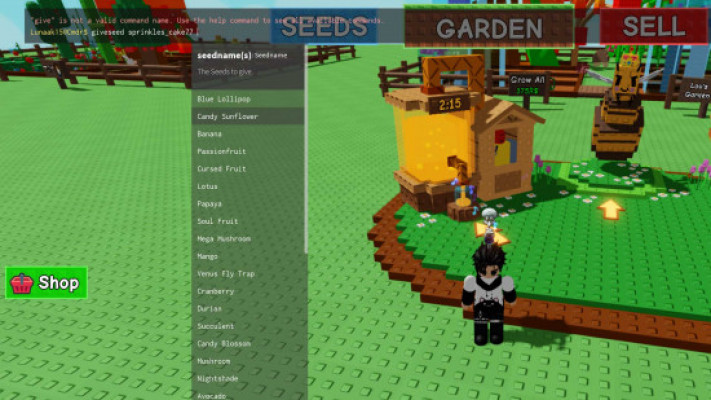 "give" is not a valid command name. Use the help command to see all available commands.
giveseed sprinkles_cake22
SEEDS
GARDEN
SELL
seedname(s) Seedname
The Seeds to give
Blue Lollipop
Candy Sunflower
Banana
Passionfruit
Cursed Fruit
Lotus
Papaya
Soul Fruit
Mega Mushroom
Mango
Venus Fly Trap
Cranberry
Durian
Succulent
Candy Blossom
Mushroom
Nightshade
Avocado
Grow All
2:15
Garden
Shop